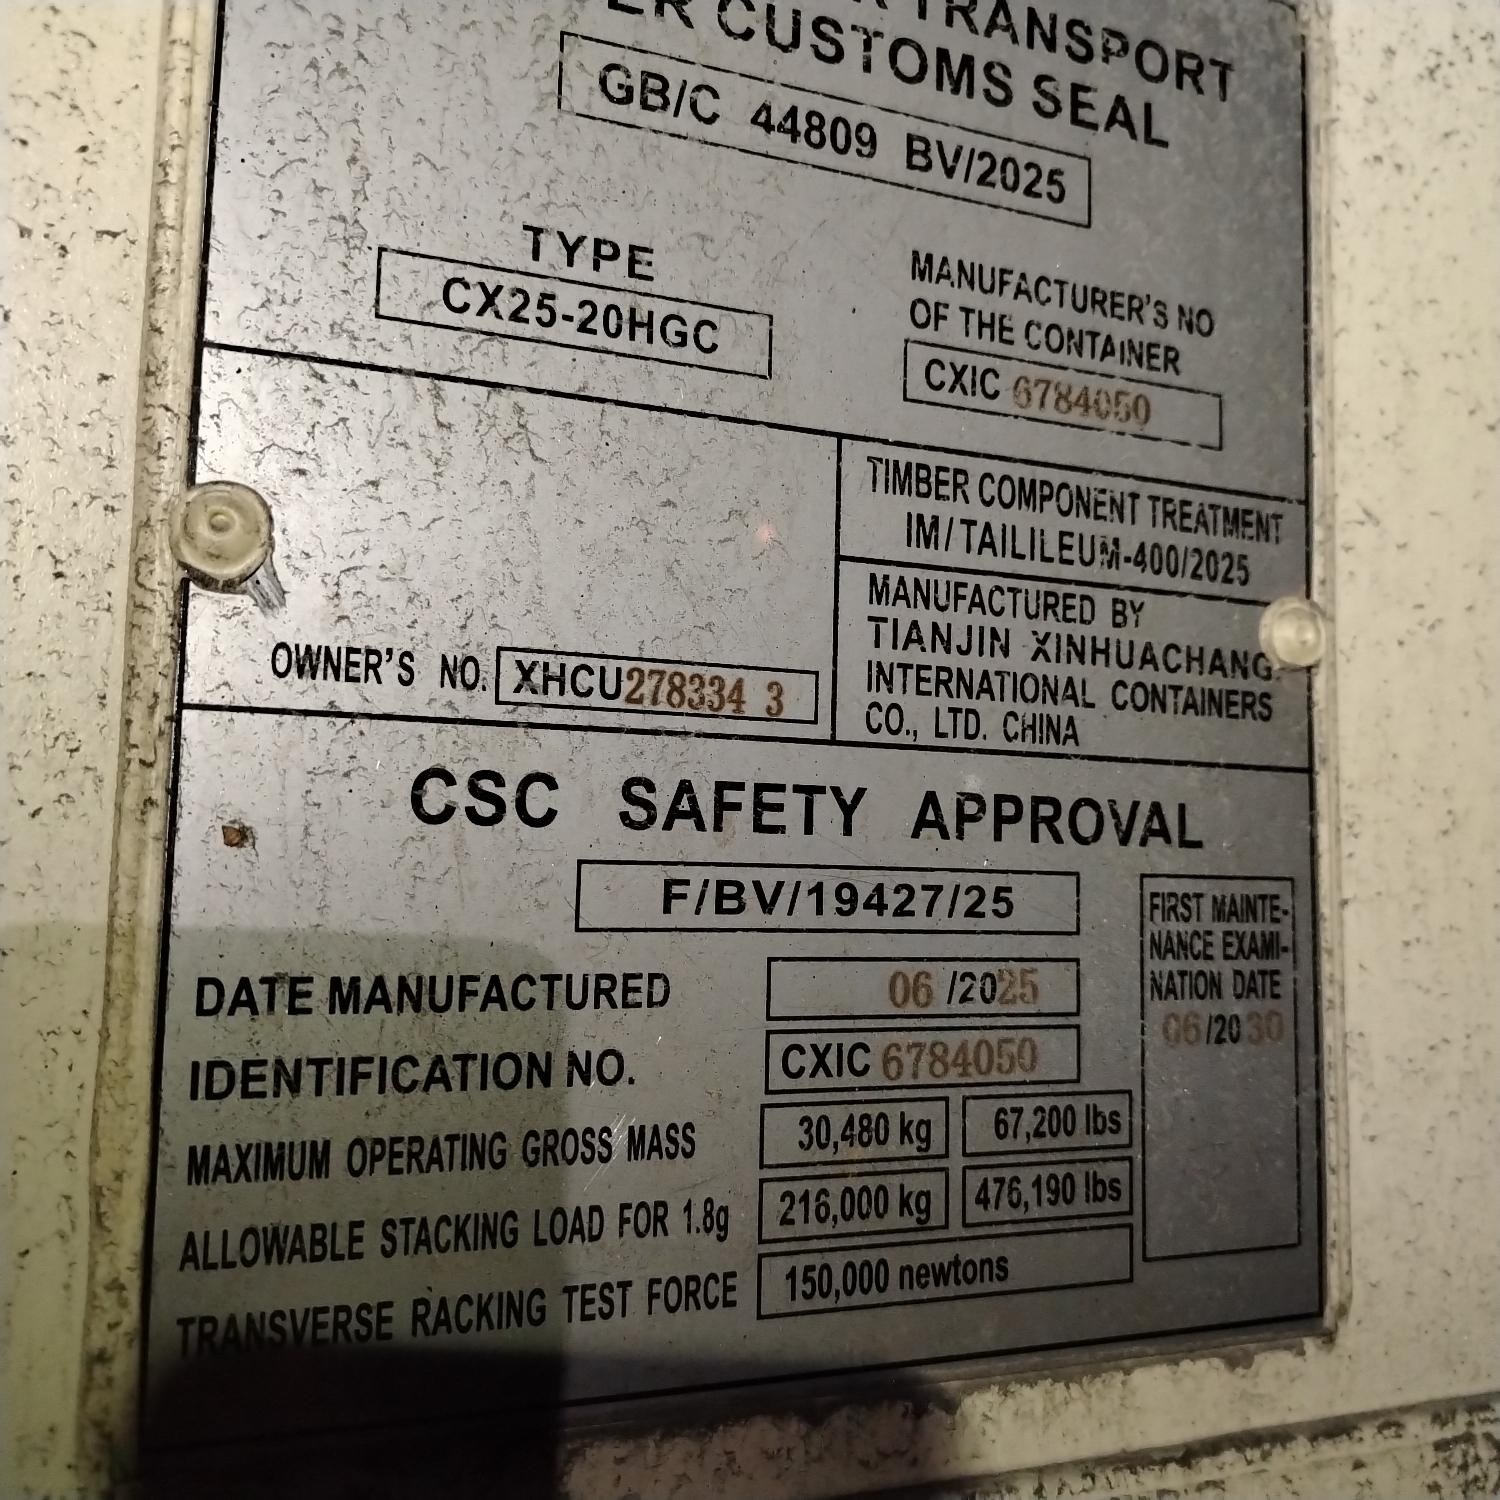 TRANSPORT
CUSTOMS SEAL
GB/C 44809 BV/2025
TYPE
CX25-20HGC
MANUFACTURER'S NO
OF THE CONTAINER
CXIC 6784050
TIMBER COMPONENT TREATMENT
IM/TAILILEUM-400/2025
MANUFACTURED BY
TIANJIN XINHUACHANG
INTERNATIONAL CONTAINERS
CO., LTD. CHINA
OWNER'S NO. XHCU278334 3
CSC SAFETY APPROVAL
F/BV/19427/25
FIRST MAINTE-
NANCE EXAMI-
NATION DATE
06/2030
DATE MANUFACTURED 06/2025
IDENTIFICATION NO. CXIC 6784050
MAXIMUM OPERATING GROSS MASS 30,480 kg 67,200 lbs
ALLOWABLE STACKING LOAD FOR 1.8g 216,000 kg 476,190 lbs
TRANSVERSE RACKING TEST FORCE 150,000 newtons